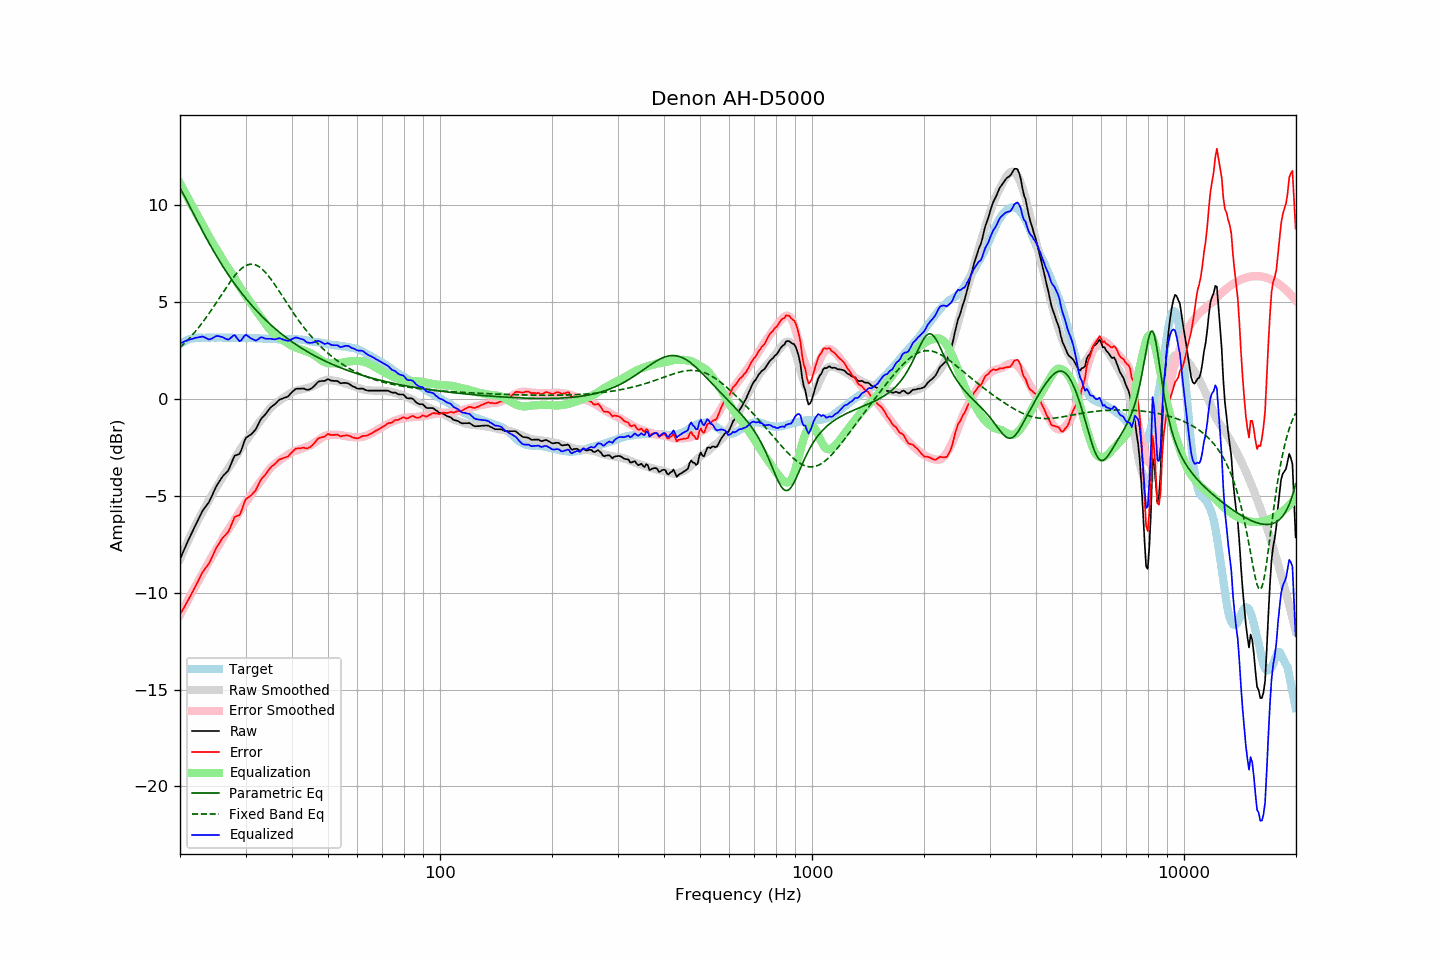 Denon AH-D5000
Amplitude (dBr)
10
5
0
−5
−10
−15
−20
Target
Raw Smoothed
Error Smoothed
Raw
Error
Equalization
Parametric Eq
Fixed Band Eq
Equalized
100
1000
10000
Frequency (Hz)